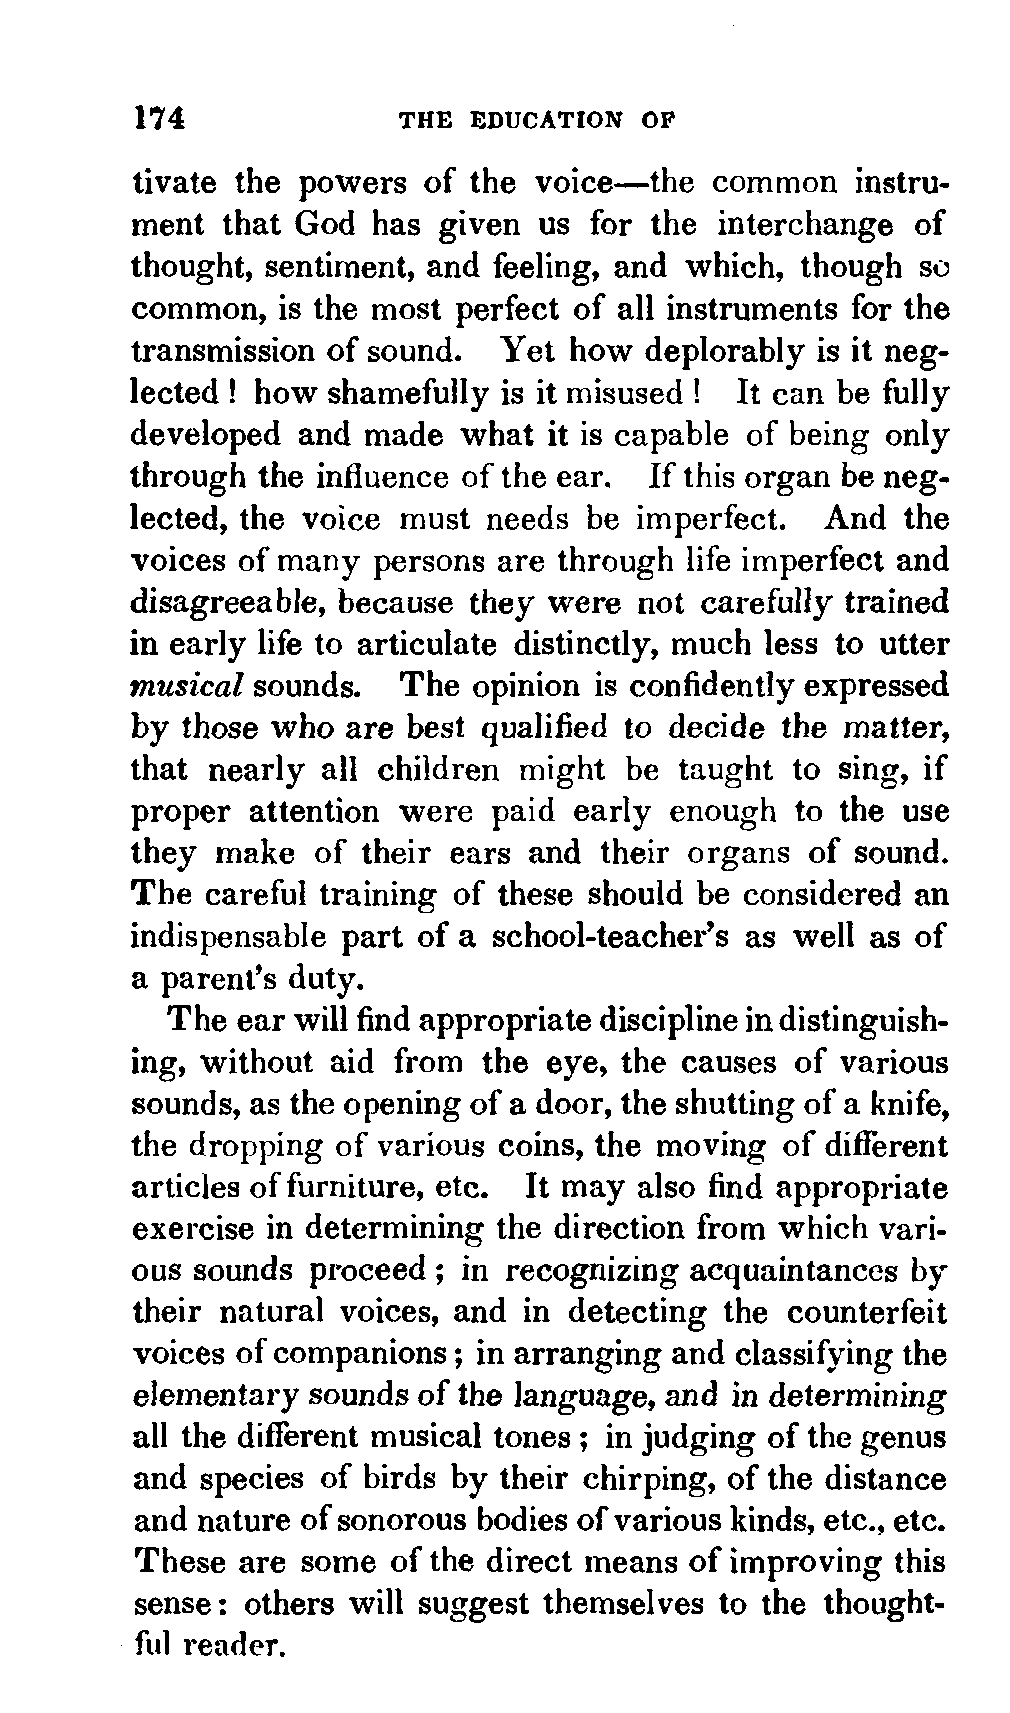 174 THE EDUCATION OF
tivate the powers of the voice—the common instru-
ment that God has given us for the interchange of
thought, sentiment, and feeling, and which, though so
common, is the most perfect of all instruments for the
transmission of sound. Yet how deplorably is it neg-
lected ! how shamefully is it misused ! It can be fully
developed and made what it is capable of being only
through the influence of the ear. If this organ be neg-
lected, the voice must needs be imperfect. And the
voices of many persons are through life imperfect and
disagreeable, because they were not carefully trained
in early life to articulate distinctly, much less to utter
musical sounds. The opinion is confidently expressed
by those who are best qualified to decide the matter,
that nearly all children might be taught to sing, if
proper attention were paid early enough to the use
they make of their ears and their organs of sound.
The careful training of these should be considered an
indispensable part of a school-teacher's as well as of
a parent's duty.
The ear will find appropriate discipline in distinguish-
ing, without aid from the eye, the causes of various
sounds, as the opening of a door, the shutting of a knife,
the dropping of various coins, the moving of different
articles of furniture, etc. It may also find appropriate
exercise in determining the direction from which vari-
ous sounds proceed ; in recognizing acquaintances by
their natural voices, and in detecting the counterfeit
voices of companions ; in arranging and classifying the
elementary sounds of the language, and in determining
all the different musical tones ; in judging of the genus
and species of birds by their chirping, of the distance
and nature of sonorous bodies of various kinds, etc., etc.
These are some of the direct means of improving this
sense: others will suggest themselves to the thought-
ful reader.